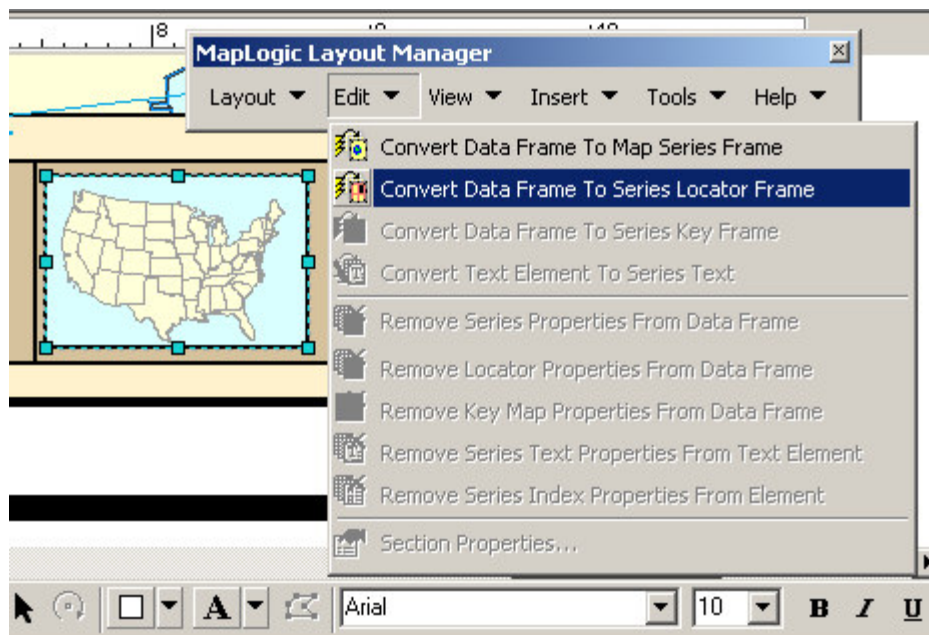 8
MapLogic Layout Manager
Layout Edit View Insert Tools Help
Convert Data Frame To Map Series Frame
Convert Data Frame To Series Locator Frame
Convert Data Frame To Series Key Frame
Convert Text Element To Series Text
Remove Series Properties From Data Frame
Remove Locator Properties From Data Frame
Remove Key Map Properties From Data Frame
Remove Series Text Properties From Text Element
Remove Series Index Properties From Element
Section Properties...
A Arial 10 B I U